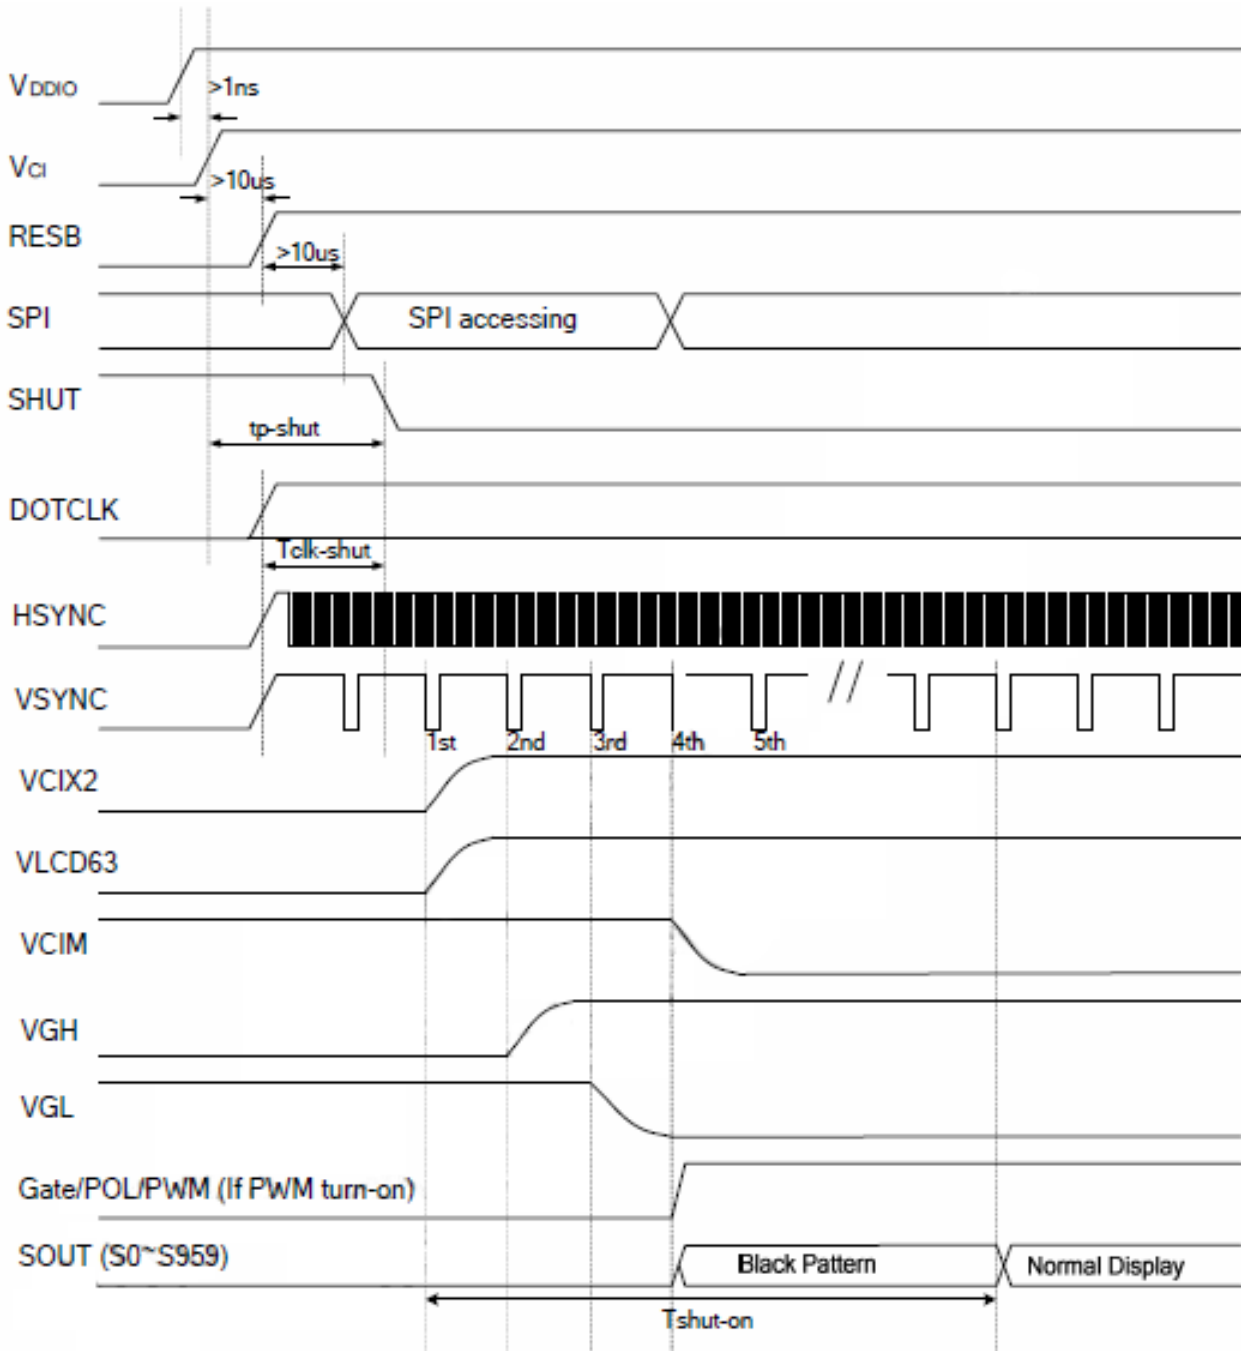 VDDIO
>1ns
VCI
>10us
RESB
>10us
SPI
SPI accessing
SHUT
tp-shut
DOTCLK
Tclk-shut
HSYNC
VSYNC
1st 2nd 3rd 4th 5th
VCIX2
VLCD63
VCIM
VGH
VGL
Gate/POL/PWM (If PWM turn-on)
SOUT (S0~S959)
Black Pattern Normal Display
Tshut-on